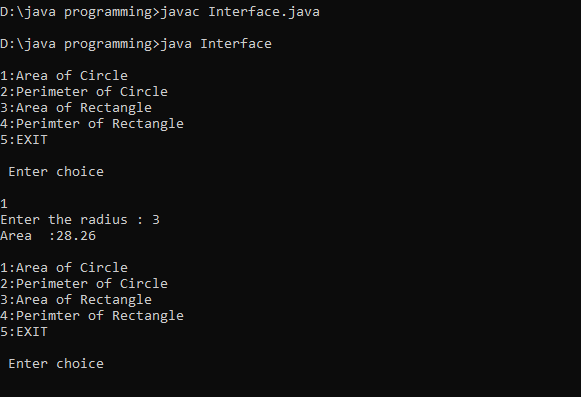 D:\java programming>javac Interface.java
D:\java programming>java Interface
1:Area of Circle
2:Perimeter of Circle
3:Area of Rectangle
4:Perimter of Rectangle
5:EXIT
Enter choice
1
Enter the radius : 3
Area  :28.26
1:Area of Circle
2:Perimeter of Circle
3:Area of Rectangle
4:Perimter of Rectangle
5:EXIT
Enter choice